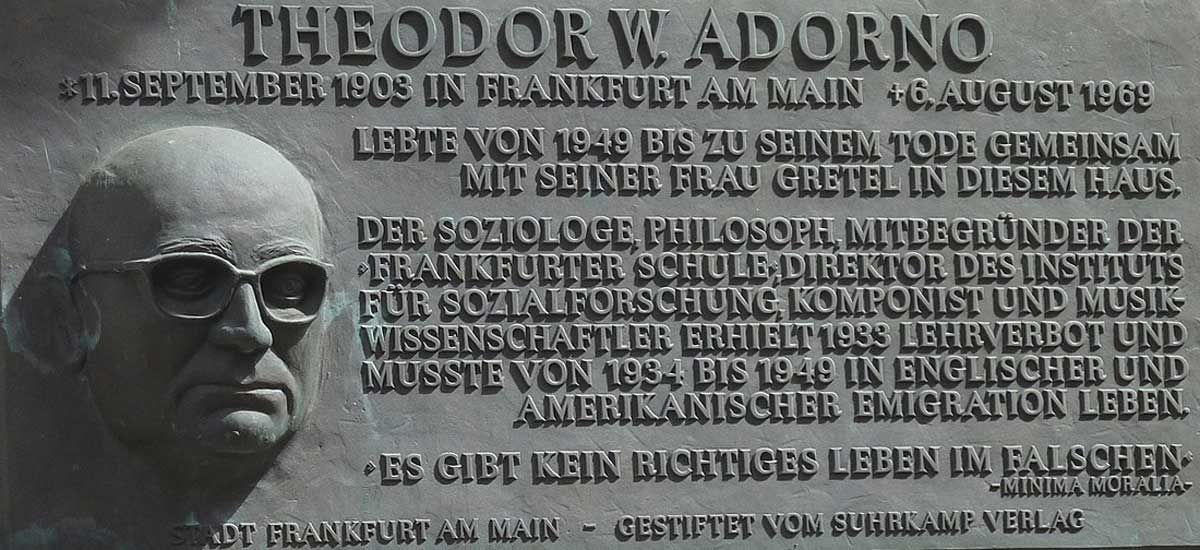 THEODOR W. ADORNO
*11. SEPTEMBER 1903 IN FRANKFURT AM MAIN +6. AUGUST 1969
LEBTE VON 1949 BIS ZU SEINEM TODE GEMEINSAM
MIT SEINER FRAU GRETEL IN DIESEM HAUS.
DER SOZIOLOGE, PHILOSOPH, MITBEGRÜNDER DER
»FRANKFURTER SCHULE«, DIREKTOR DES INSTITUTS
FÜR SOZIALFORSCHUNG, KOMPONIST UND MUSIK-
WISSENSCHAFTLER ERHIELT 1933 LEHRVERBOT UND
MUSSTE VON 1934 BIS 1949 IN ENGLISCHER UND
AMERIKANISCHER EMIGRATION LEBEN.
»ES GIBT KEIN RICHTIGES LEBEN IM FALSCHEN«
-MINIMA MORALIA-
STADT FRANKFURT AM MAIN - GESTIFTET VOM SUHRKAMP VERLAG